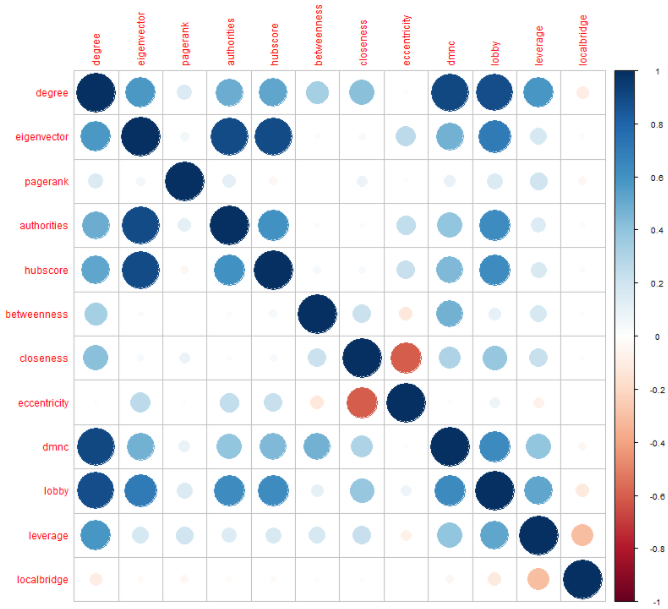 degree
eigenvector
pagerank
authorities
hubscore
betweenness
closeness
eccentricity
dmnc
lobby
leverage
localbridge
degree
eigenvector
pagerank
authorities
hubscore
betweenness
closeness
eccentricity
dmnc
lobby
leverage
localbridge
1
0.8
0.6
0.4
0.2
0
-0.2
-0.4
-0.6
-0.8
-1